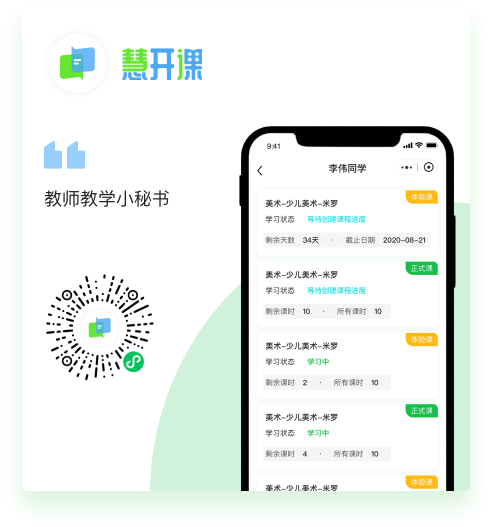 慧开课
教师教学小秘书
9:41
李伟同学
体验课
美术-少儿美术-米罗
学习状态 等待创建课程进度
剩余天数 34天 · 截止日期 2020-08-21
正式课
美术-少儿美术-米罗
学习状态 等待创建课程进度
剩余课时 10 · 所有课时 10
体验课
美术-少儿美术-米罗
学习状态 学习中
剩余课时 2 · 所有课时 10
正式课
美术-少儿美术-米罗
学习状态 学习中
剩余课时 4 · 所有课时 10
体验课
美术-少儿美术-米罗